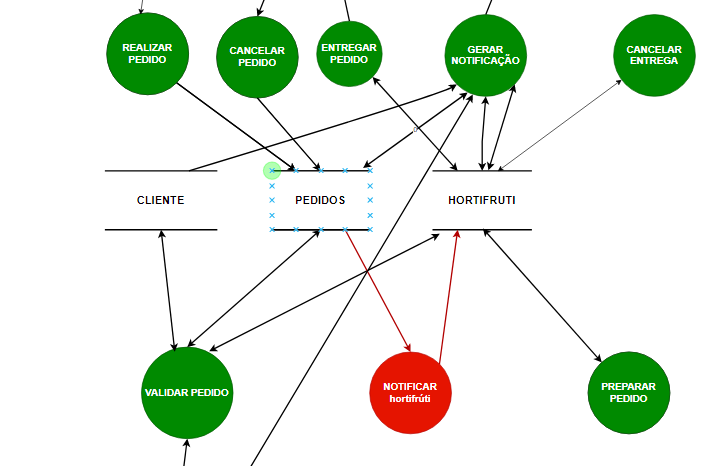 REALIZAR
PEDIDO
CANCELAR
PEDIDO
ENTREGAR
PEDIDO
GERAR
NOTIFICAÇÃO
CANCELAR
ENTREGA
CLIENTE
PEDIDOS
HORTIFRUTI
VALIDAR PEDIDO
NOTIFICAR
hortifrúti
PREPARAR
PEDIDO